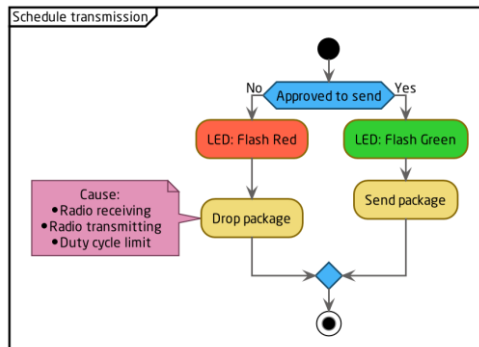 Schedule transmission
Approved to send
No
Yes
LED: Flash Red
LED: Flash Green
Cause:
•Radio receiving
•Radio transmitting
•Duty cycle limit
Drop package
Send package